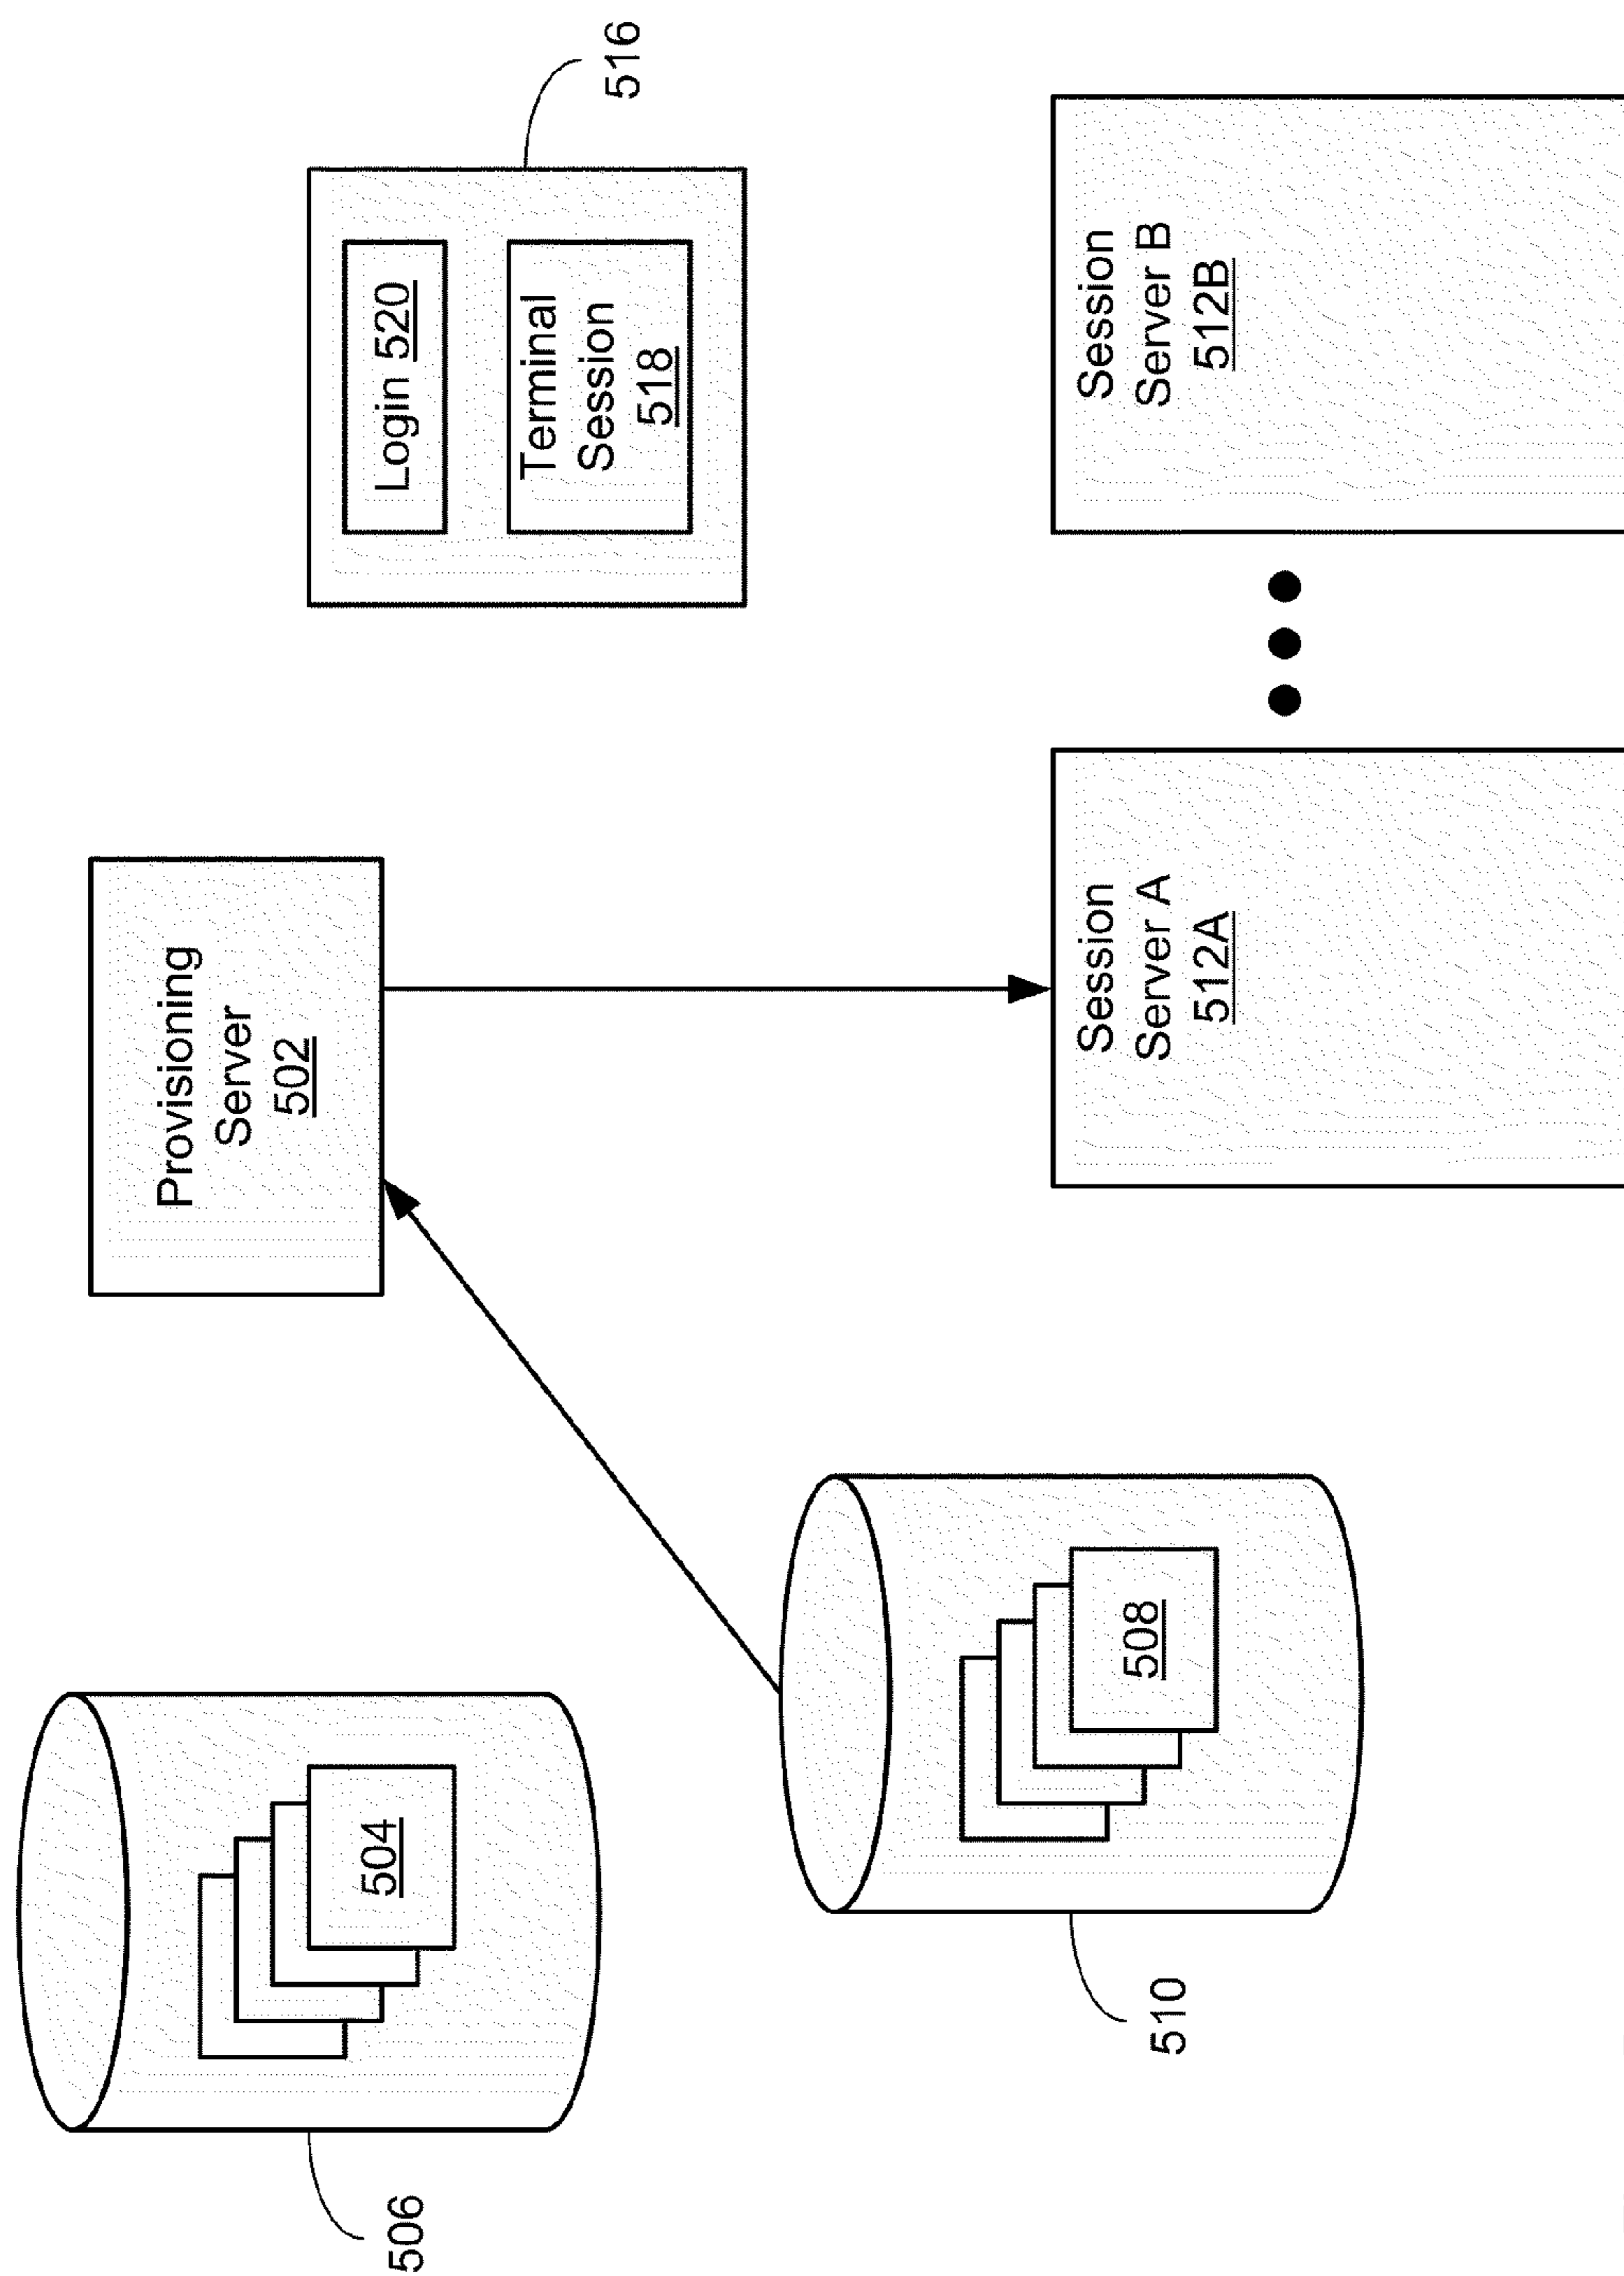 Provisioning
Server
502
504
506
Login 520
Terminal
Session
518
516
508
510
Session
Server A
512A
Session
Server B
512B